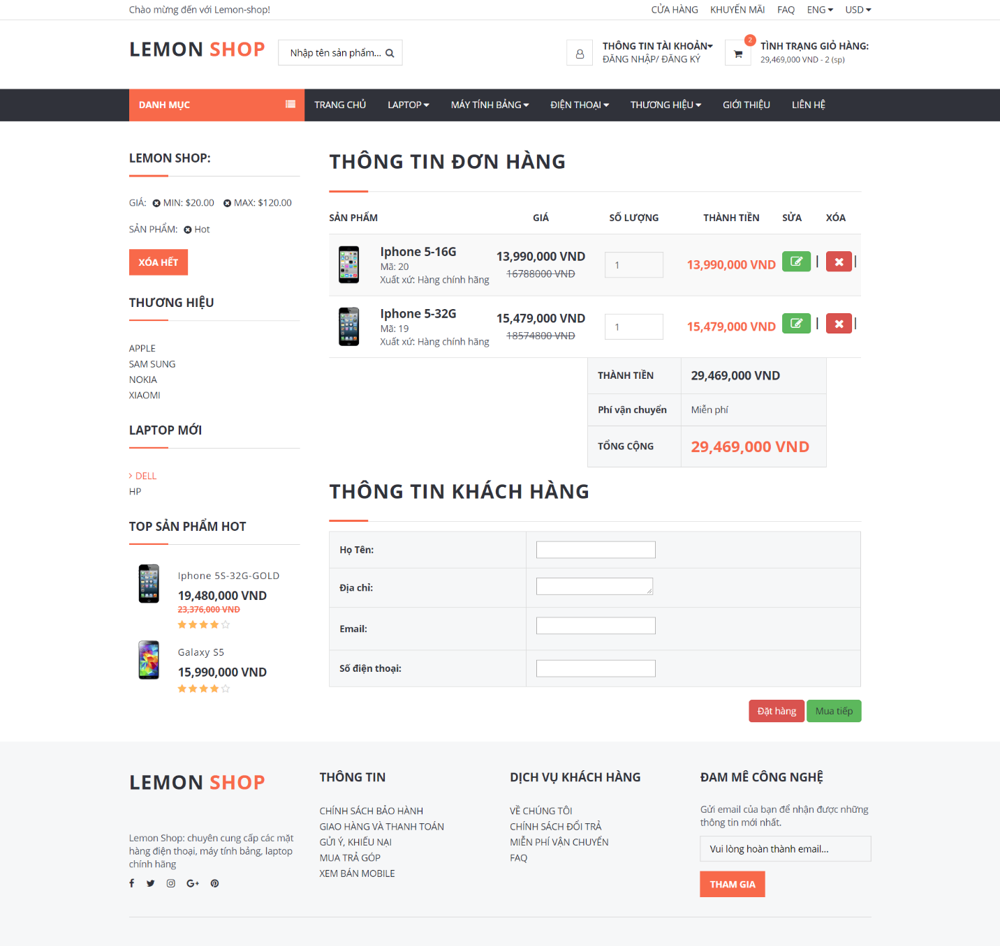 Chào mừng đến với Lemon-shop!
CỬA HÀNG KHUYẾN MÃI FAQ ENG USD
LEMON SHOP
Nhập tên sản phẩm...
THÔNG TIN TÀI KHOẢN
ĐĂNG NHẬP/ ĐĂNG KÝ
2
TÌNH TRẠNG GIỎ HÀNG:
29,469,000 VND - 2 (sp)
DANH MỤC
TRANG CHỦ LAPTOP MÁY TÍNH BẢNG ĐIỆN THOẠI THƯƠNG HIỆU GIỚI THIỆU LIÊN HỆ
LEMON SHOP:
GIÁ: MIN: $20.00 MAX: $120.00
SẢN PHẨM: Hot
XÓA HẾT
THƯƠNG HIỆU
APPLE
SAM SUNG
NOKIA
XIAOMI
LAPTOP MỚI
DELL
HP
TOP SẢN PHẨM HOT
Iphone 5S-32G-GOLD
19,480,000 VND
23,376,000 VND
Galaxy S5
15,990,000 VND
THÔNG TIN ĐƠN HÀNG
SẢN PHẨM GIÁ SỐ LƯỢNG THÀNH TIỀN SỬA XÓA
Iphone 5-16G
Mã: 20
Xuất xứ: Hàng chính hãng
13,990,000 VND
16788000 VND
1
13,990,000 VND
|
|
Iphone 5-32G
Mã: 19
Xuất xứ: Hàng chính hãng
15,479,000 VND
18574800 VND
1
15,479,000 VND
|
|
THÀNH TIỀN 29,469,000 VND
Phí vận chuyển Miễn phí
TỔNG CỘNG 29,469,000 VND
THÔNG TIN KHÁCH HÀNG
Họ Tên:
Địa chỉ:
Email:
Số điện thoại:
Đặt hàng Mua tiếp
LEMON SHOP
Lemon Shop: chuyên cung cấp các mặt
hàng điện thoại, máy tính bảng, laptop
chính hãng
THÔNG TIN
CHÍNH SÁCH BẢO HÀNH
GIAO HÀNG VÀ THANH TOÁN
GỬI Ý, KHIẾU NẠI
MUA TRẢ GÓP
XEM BẢN MOBILE
DỊCH VỤ KHÁCH HÀNG
VỀ CHÚNG TÔI
CHÍNH SÁCH ĐỔI TRẢ
MIỄN PHÍ VẬN CHUYỂN
FAQ
ĐAM MÊ CÔNG NGHỆ
Gửi email của bạn để nhận được những
thông tin mới nhất.
Vui lòng hoàn thành email...
THAM GIA